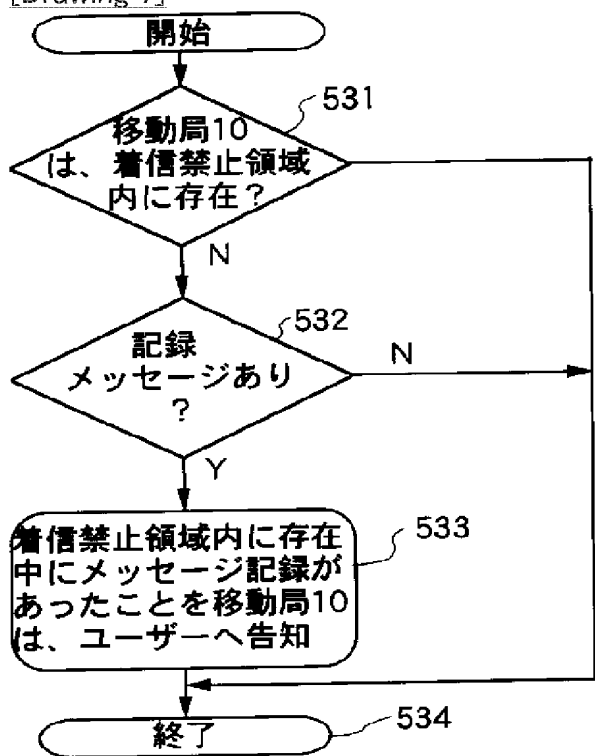 [Drawing 7]
開始
531
移動局10
は、着信禁止領域
内に存在？
N
532
記録
メッセージあり
？
N
Y
533
着信禁止領域内に存在
中にメッセージ記録が
あったことを移動局10
は、ユーザーへ告知
534
終了